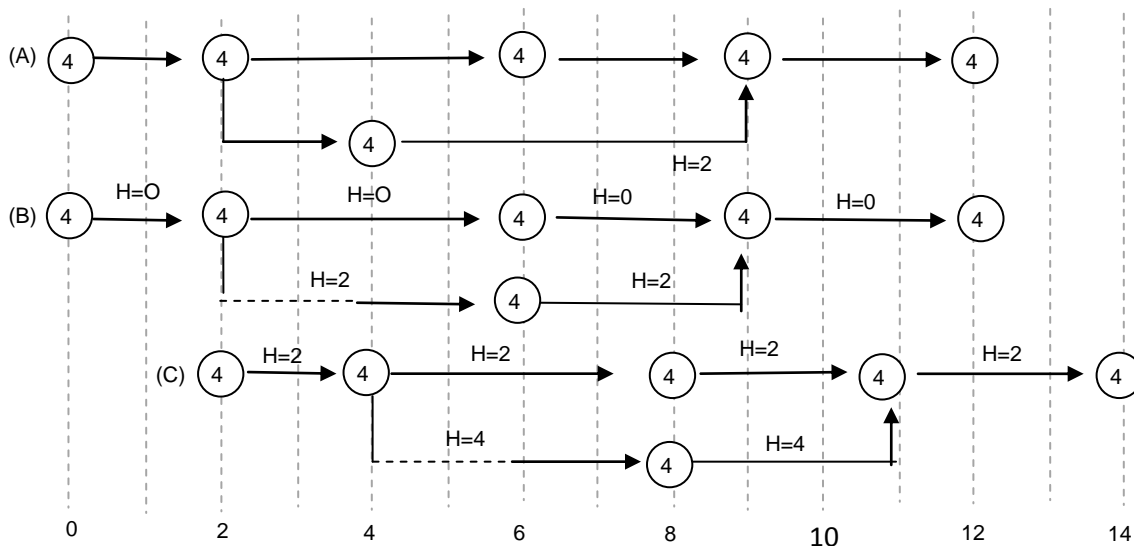 (A) 4 4 4 4 4
4
H=2
H=O H=O H=0 H=0
(B) 4 4 4 4 4
H=2 H=2
4
H=2 H=2 H=2 H=2
(C) 4 4 4 4 4
H=4 H=4
4
0 2 4 6 8 10 12 14